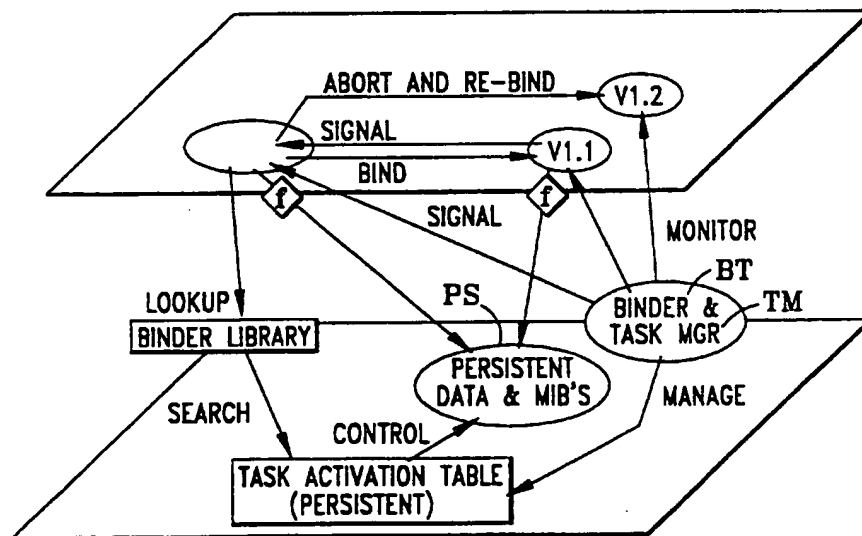 ABORT AND RE-BIND
V1.2
SIGNAL
V1.1
BIND
f
f
SIGNAL
MONITOR
BT
LOOKUP
PS
BINDER &
TASK MGR
TM
BINDER LIBRARY
PERSISTENT
DATA & MIB'S
MANAGE
SEARCH
CONTROL
TASK ACTIVATION TABLE
(PERSISTENT)